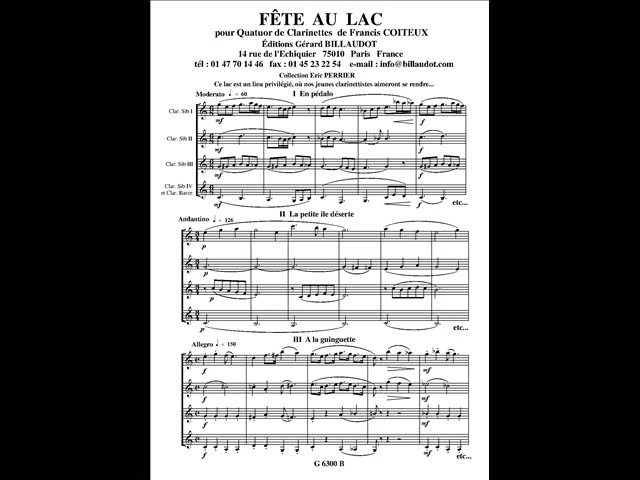 FÊTE AU LAC
pour Quatuor de Clarinettes de Francis COITEUX
Éditions Gérard BILLAUDOT
14 rue de l'Echiquier 75010 Paris France
tél : 01 47 70 14 46 fax : 01 45 23 22 54 e-mail : info@billaudot.com
Collection Eric PERRIER
Ce lac est un lieu privilégié, où nos jeunes clarinettistes aimeront se rendre...
Moderato ♩ = 60 I En pédalo
Clar. Sib I
mf f
Clar. Sib II
mf f
Clar. Sib III
mf f
Clar. Sib IV
et Clar. Basse
mf f
etc...
Andantino ♩ = 126 II La petite île déserte
p
p
p
p
etc...
Allegro ♩ = 150 III A la guinguette
f mf
f mf
f mf
f mf
etc...
G 6300 B